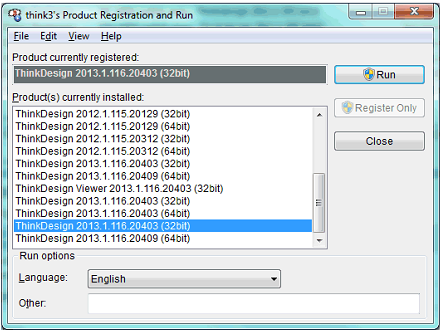 think3's Product Registration and Run
File Edit View Help
Product currently registered:
ThinkDesign 2013.1.116.20403 (32bit)
Run
Product(s) currently installed:
ThinkDesign 2012.1.115.20129 (32bit)
ThinkDesign 2012.1.115.20129 (64bit)
ThinkDesign 2012.1.115.20312 (32bit)
ThinkDesign 2012.1.115.20312 (64bit)
ThinkDesign 2013.1.116.20403 (32bit)
ThinkDesign 2013.1.116.20409 (64bit)
ThinkDesign Viewer 2013.1.116.20403 (32bit)
ThinkDesign 2013.1.116.20403 (32bit)
ThinkDesign 2013.1.116.20403 (64bit)
ThinkDesign 2013.1.116.20403 (32bit)
ThinkDesign 2013.1.116.20409 (64bit)
Register Only
Close
Run options
Language:
English
Other: